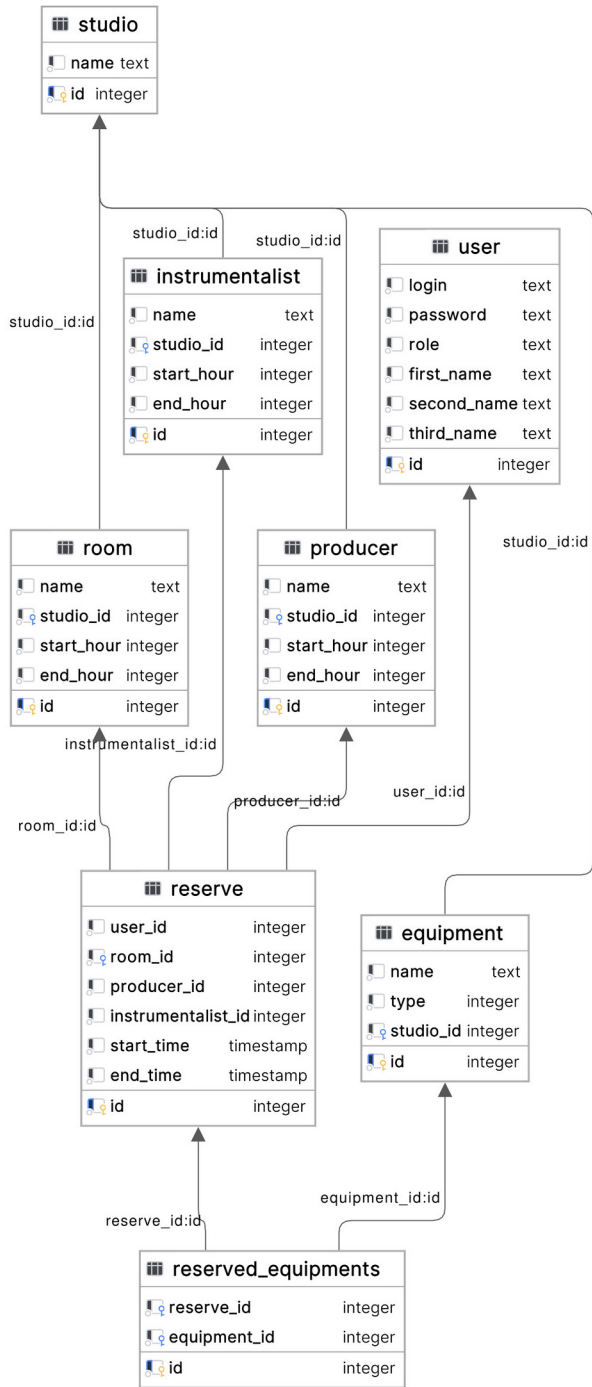 studio
name text
id integer
studio_id:id
studio_id:id
studio_id:id
instrumentalist
name text
studio_id integer
start_hour integer
end_hour integer
id integer
user
login text
password text
role text
first_name text
second_name text
third_name text
id integer
studio_id:id
room
name text
studio_id integer
start_hour integer
end_hour integer
id integer
producer
name text
studio_id integer
start_hour integer
end_hour integer
id integer
instrumentalist_id:id
room_id:id
producer_id:id
user_id:id
reserve
user_id integer
room_id integer
producer_id integer
instrumentalist_id integer
start_time timestamp
end_time timestamp
id integer
equipment
name text
type integer
studio_id integer
id integer
reserve_id:id
equipment_id:id
reserved_equipments
reserve_id integer
equipment_id integer
id integer